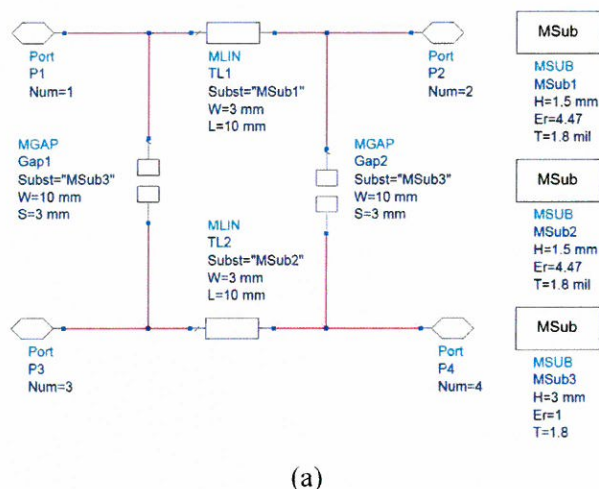 Port
P1
Num=1
MLIN
TL1
Subst="MSub1"
W=3 mm
L=10 mm
Port
P2
Num=2
MSub
MSUB
MSub1
H=1.5 mm
Er=4.47
T=1.8 mil
MGAP
Gap1
Subst="MSub3"
W=10 mm
S=3 mm
MGAP
Gap2
Subst="MSub3"
W=10 mm
S=3 mm
MSub
MSUB
MSub2
H=1.5 mm
Er=4.47
T=1.8 mil
MLIN
TL2
Subst="MSub2"
W=3 mm
L=10 mm
Port
P3
Num=3
Port
P4
Num=4
MSub
MSUB
MSub3
H=3 mm
Er=1
T=1.8
(a)